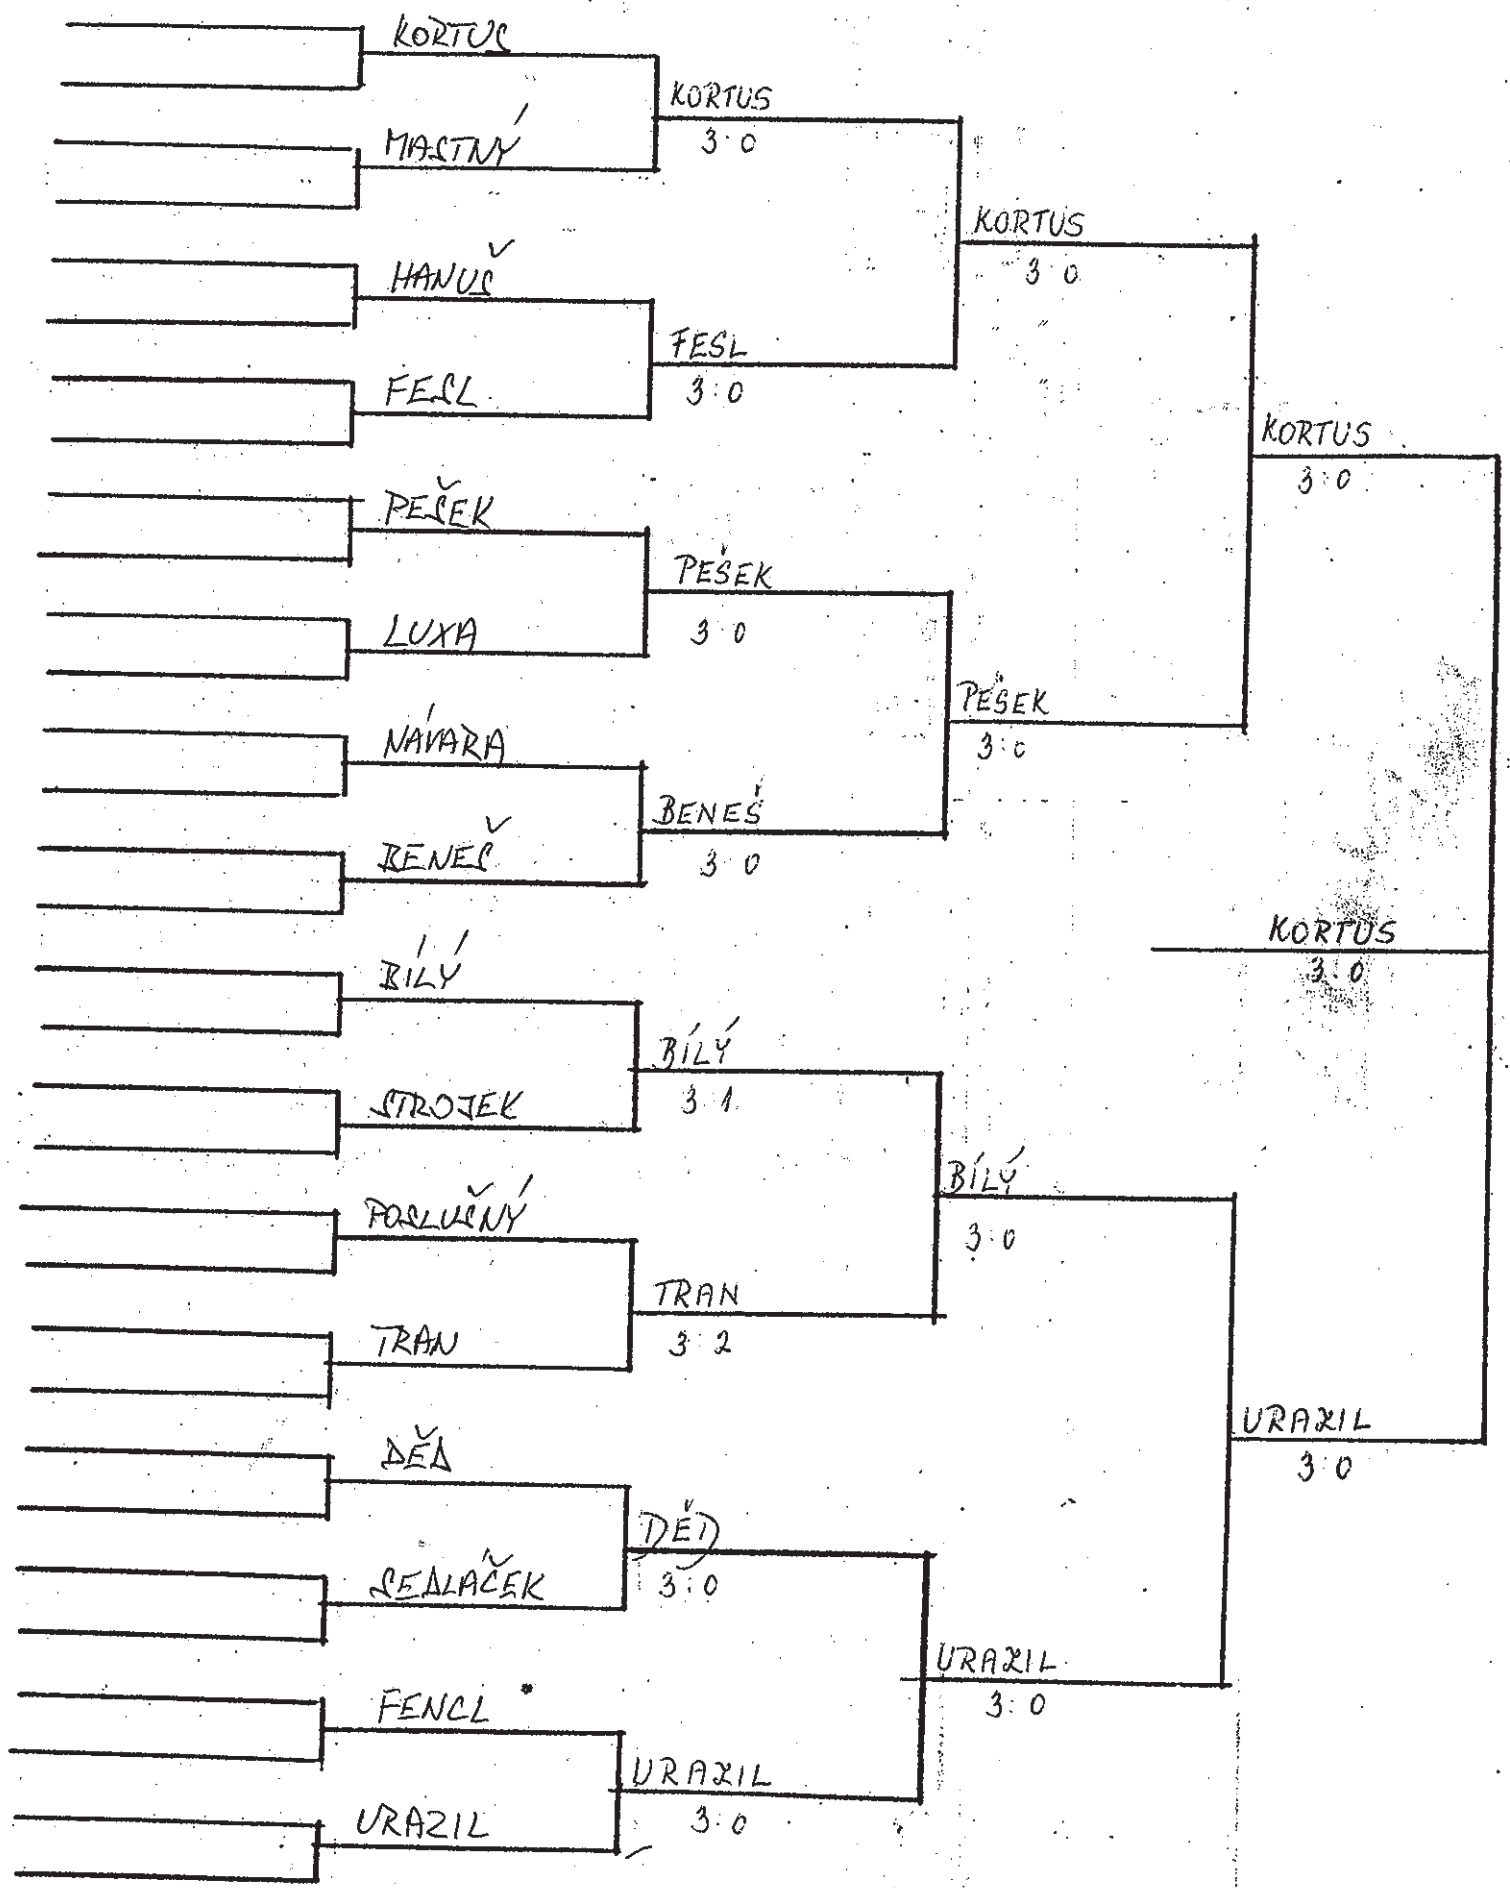 KORTUS
MASTNÝ
HANUŠ
FESL
PEŠEK
LUXA
NÁVARA
BENEŠ
BÍLÝ
STROJEK
POSLUŠNÝ
TRAN
DĚD
SEDLÁČEK
FENCL
URAZIL
KORTUS
3:0
FESL
3:0
PEŠEK
3:0
BENEŠ
3:0
BÍLÝ
3:1
TRAN
3:2
DĚD
3:0
URAZIL
3:0
KORTUS
3:0
PEŠEK
3:0
BÍLÝ
3:0
URAZIL
3:0
KORTUS
3:0
URAZIL
3:0
KORTUS
3:0